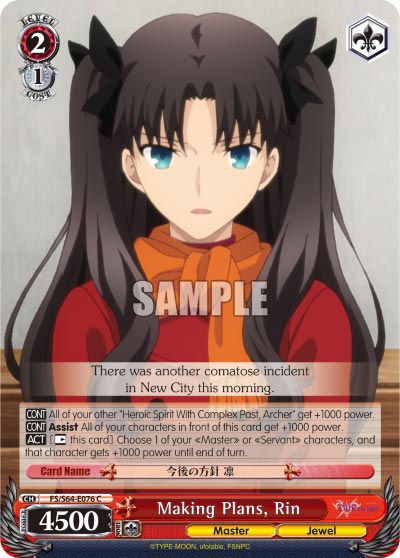 LEVEL
2
1
COST
SAMPLE
There was another comatose incident
in New City this morning.
CONT All of your other "Heroic Spirit With Complex Past, Archer" get +1000 power.
CONT Assist All of your characters in front of this card get +1000 power.
ACT [ this card] Choose 1 of your «Master» or «Servant» characters, and
that character gets +1000 power until end of turn.
Card Name 今後の方針 凛
CH FS/S64-E076 C
Making Plans, Rin
POWER 4500 SOUL
Master Jewel
©TYPE-MOON, ufotable, FSNPC